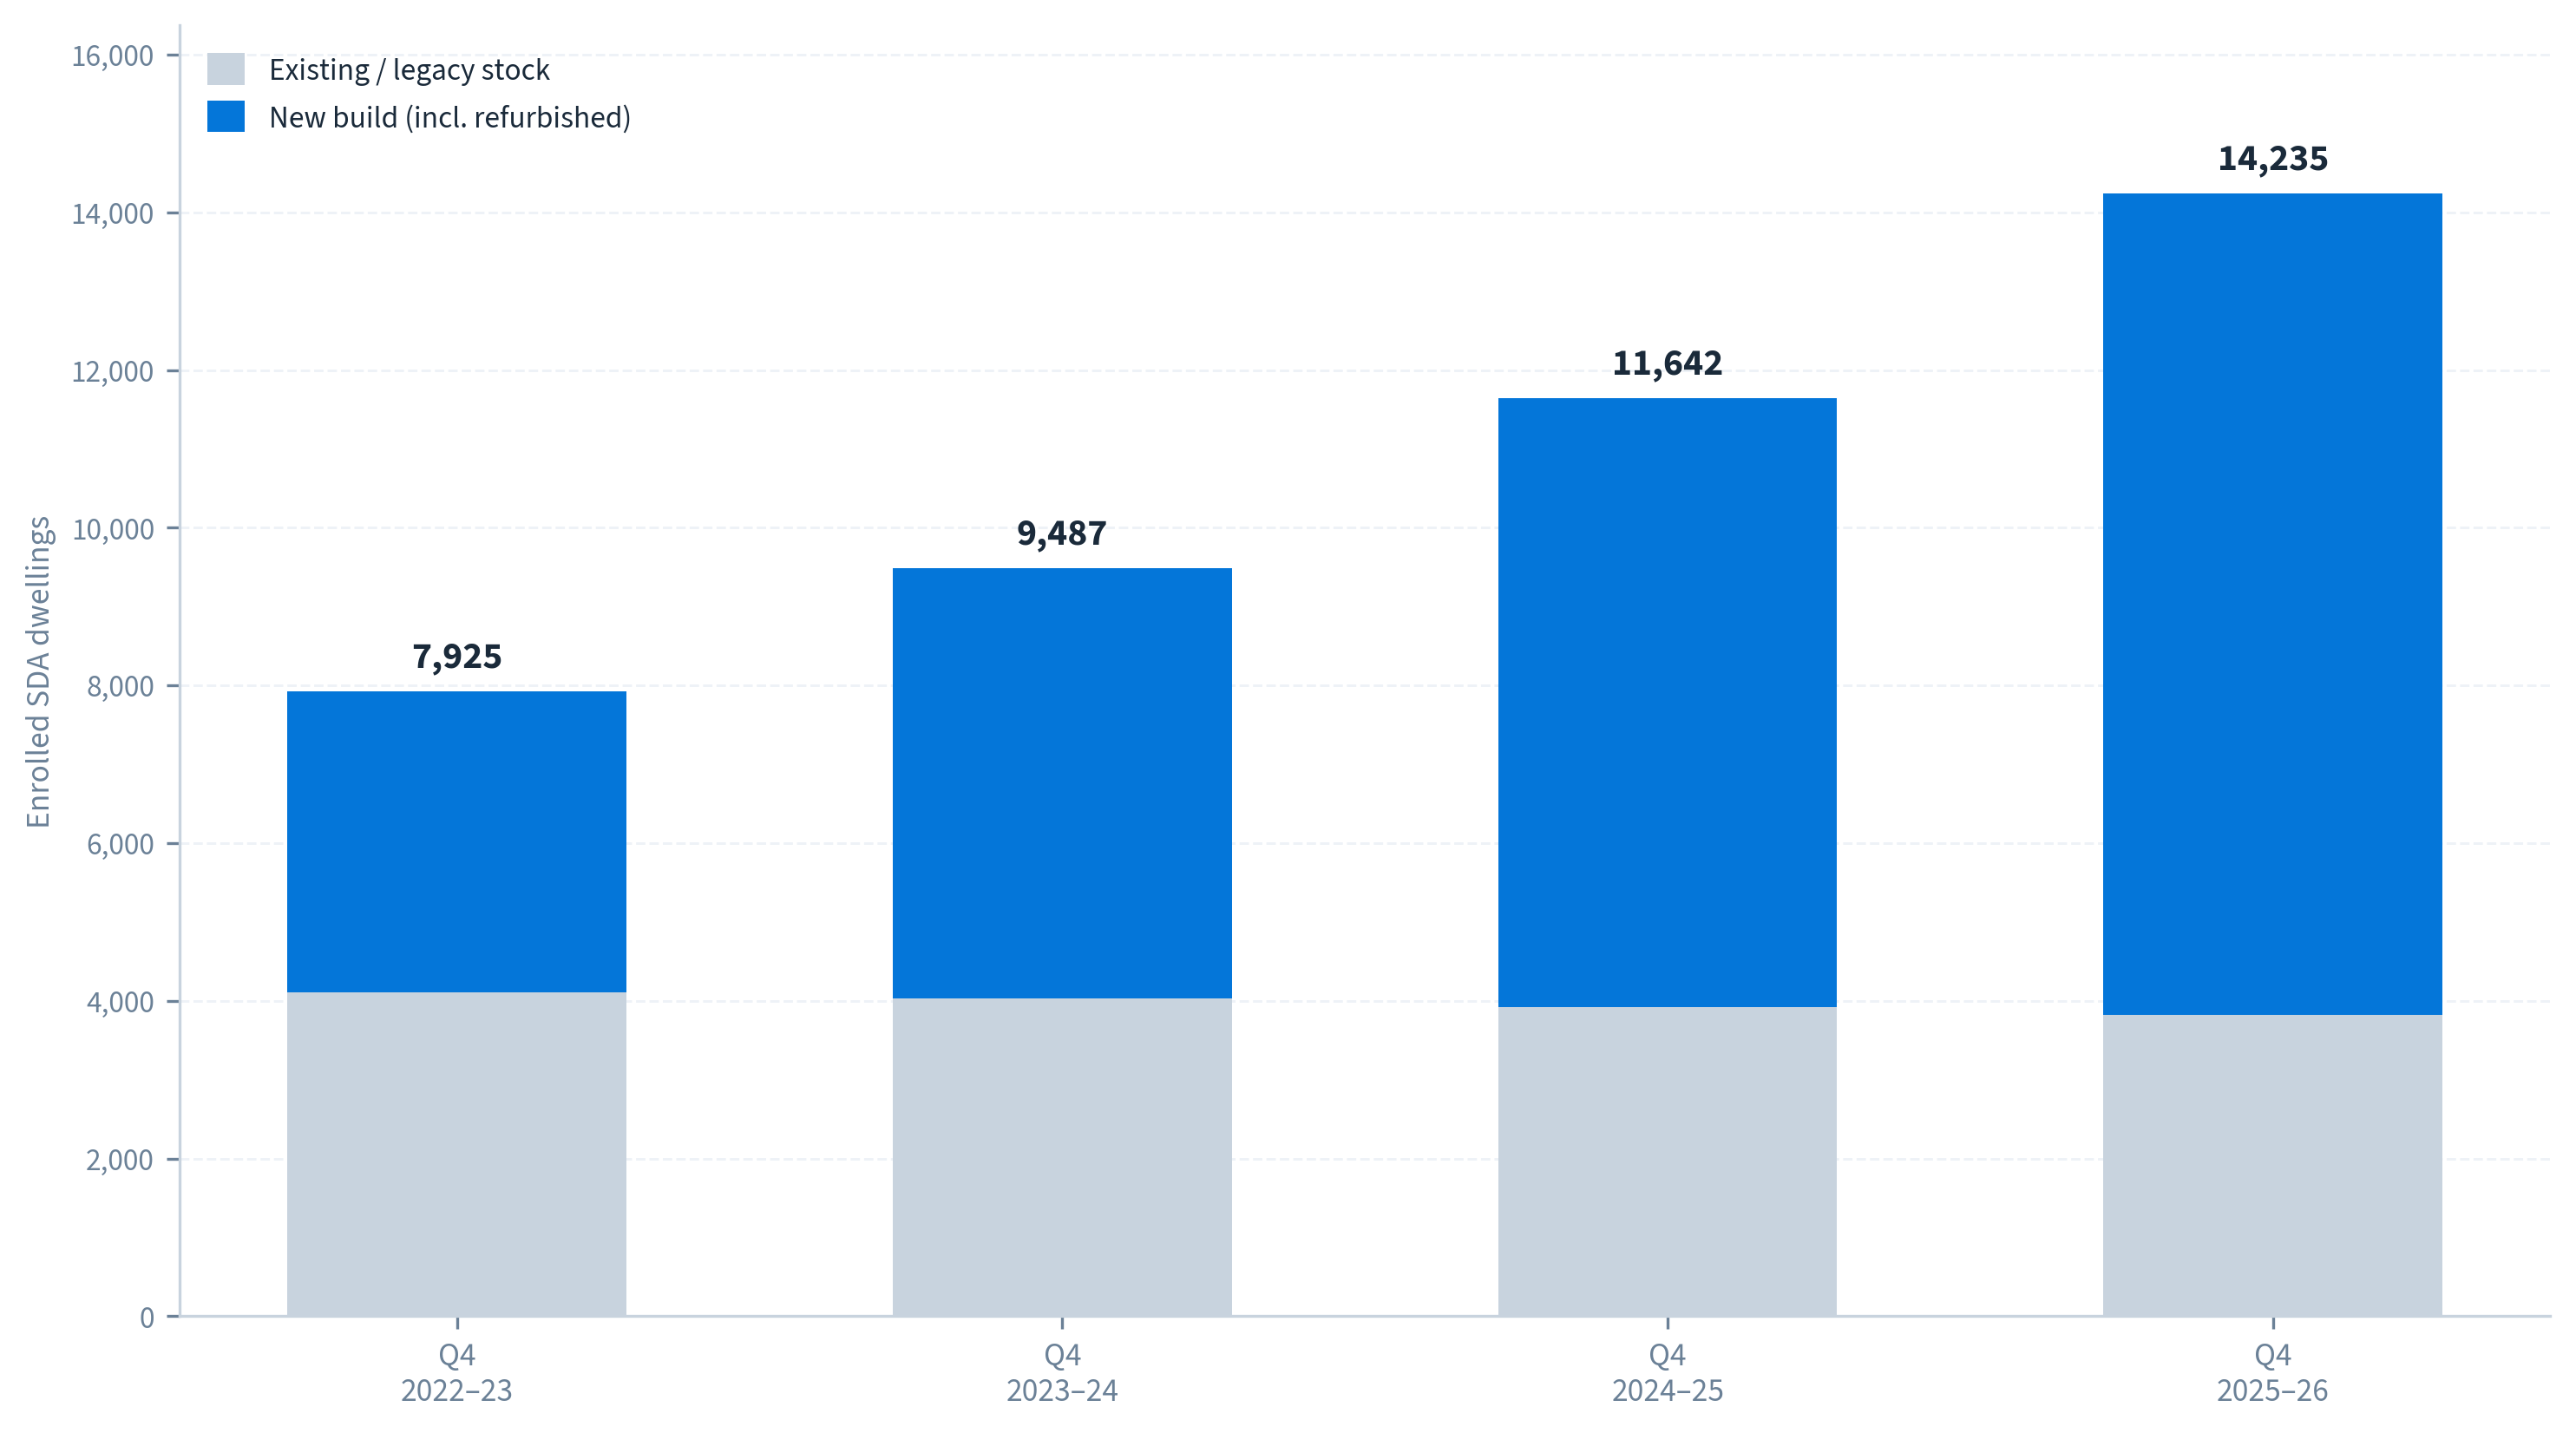 Existing / legacy stock
New build (incl. refurbished)
Enrolled SDA dwellings
16,000
14,000
12,000
10,000
8,000
6,000
4,000
2,000
0
7,925
9,487
11,642
14,235
Q4
2022–23
Q4
2023–24
Q4
2024–25
Q4
2025–26